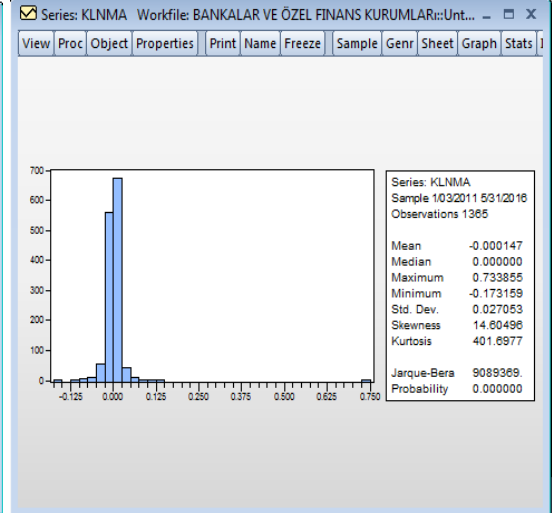 Series: KLNMA Workfile: BANKALAR VE ÖZEL FINANS KURUMLARı::Unt...
View Proc Object Properties Print Name Freeze Sample Genr Sheet Graph Stats I
700
600
500
400
300
200
100
0
-0.125 0.000 0.125 0.250 0.375 0.500 0.625 0.750
Series: KLNMA
Sample 1/03/2011 5/31/2016
Observations 1365
Mean -0.000147
Median 0.000000
Maximum 0.733855
Minimum -0.173159
Std. Dev. 0.027053
Skewness 14.60496
Kurtosis 401.6977
Jarque-Bera 9089369.
Probability 0.000000